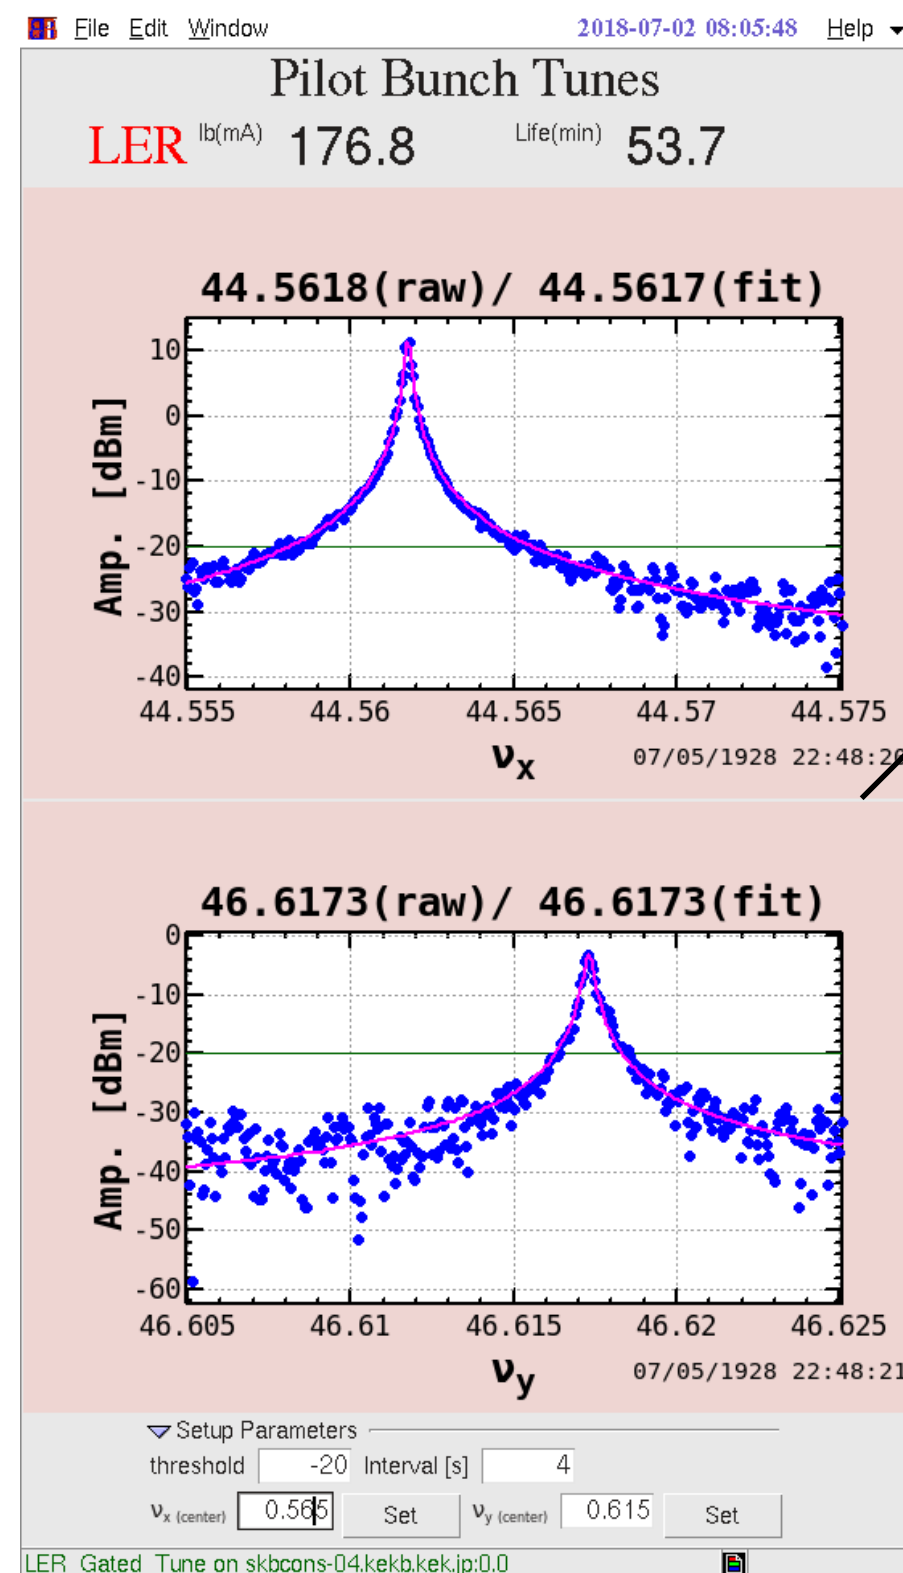 File Edit Window 2018-07-02 08:05:48 Help
Pilot Bunch Tunes
LER Ib(mA) 176.8 Life(min) 53.7
44.5618(raw)/ 44.5617(fit)
Amp. [dBm]
10
0
-10
-20
-30
-40
44.555 44.56 44.565 44.57 44.575
νx 07/05/1928 22:48:20
46.6173(raw)/ 46.6173(fit)
Amp. [dBm]
0
-10
-20
-30
-40
-50
-60
46.605 46.61 46.615 46.62 46.625
νy 07/05/1928 22:48:21
Setup Parameters
threshold -20 Interval [s] 4
νx (center) 0.565 Set νy (center) 0.615 Set
LER Gated Tune on skbcons-04.kekb.kek.jp:0.0